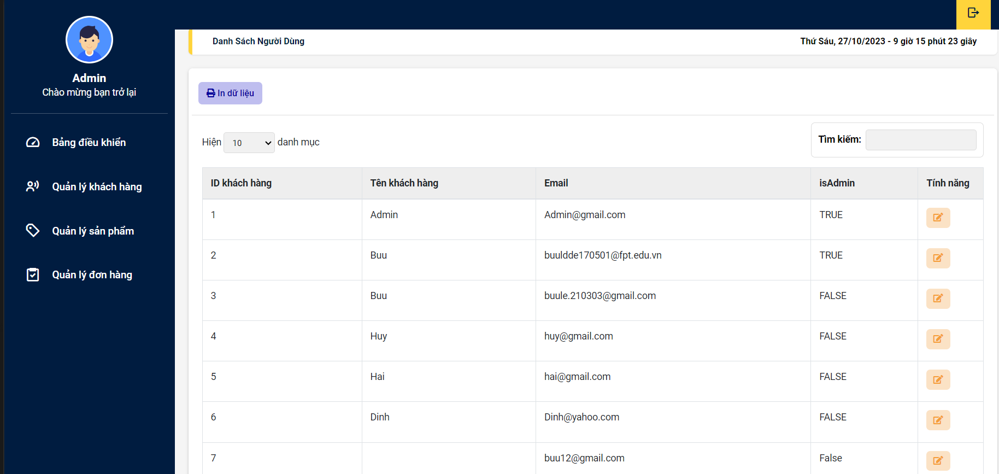 Admin
Chào mừng bạn trở lại
Bảng điều khiển
Quản lý khách hàng
Quản lý sản phẩm
Quản lý đơn hàng
Danh Sách Người Dùng
Thứ Sáu, 27/10/2023 - 9 giờ 15 phút 23 giây
In dữ liệu
Hiện 10 danh mục
Tìm kiếm:
ID khách hàng Tên khách hàng Email isAdmin Tính năng
1 Admin Admin@gmail.com TRUE
2 Buu buuldde170501@fpt.edu.vn TRUE
3 Buu buule.210303@gmail.com FALSE
4 Huy huy@gmail.com FALSE
5 Hai hai@gmail.com FALSE
6 Dinh Dinh@yahoo.com FALSE
7 buu12@gmail.com False